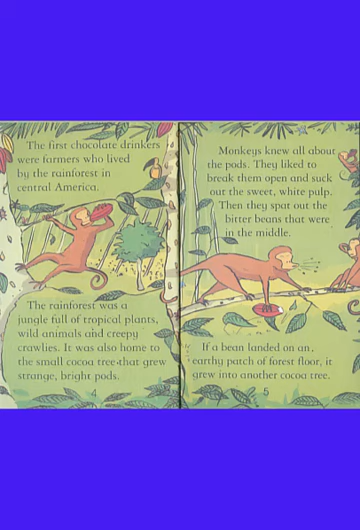 The first chocolate drinkers
were farmers who lived
by the rainforest in
central America.
The rainforest was a
jungle full of tropical plants,
wild animals and creepy
crawlies. It was also home to
the small cocoa tree that grew
strange, bright pods.
4
Monkeys knew all about
the pods. They liked to
break them open and suck
out the sweet, white pulp.
Then they spat out the
bitter beans that were
in the middle.
If a bean landed on an
earthy patch of forest floor, it
grew into another cocoa tree.
5